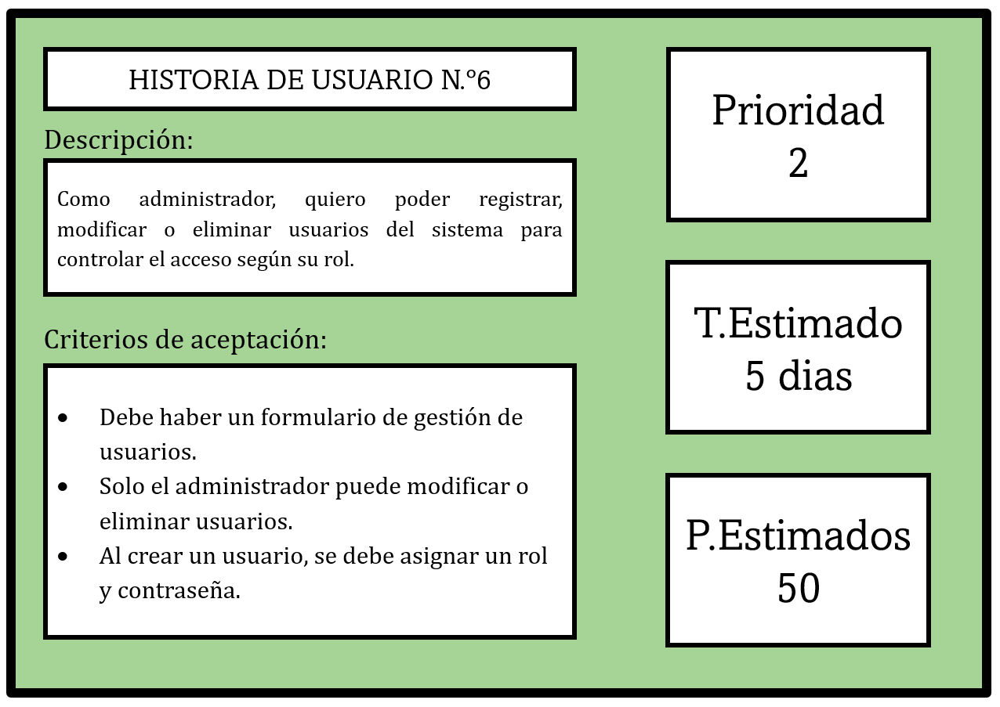 HISTORIA DE USUARIO N.°6
Descripción:
Como administrador, quiero poder registrar,
modificar o eliminar usuarios del sistema para
controlar el acceso según su rol.
Criterios de aceptación:
• Debe haber un formulario de gestión de
usuarios.
• Solo el administrador puede modificar o
eliminar usuarios.
• Al crear un usuario, se debe asignar un rol
y contraseña.
Prioridad
2
T.Estimado
5 dias
P.Estimados
50